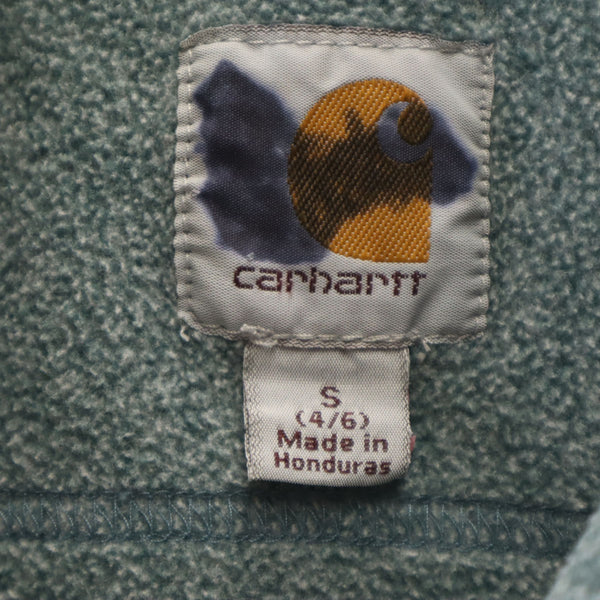 carhartt
S
(4/6)
Made in
Honduras